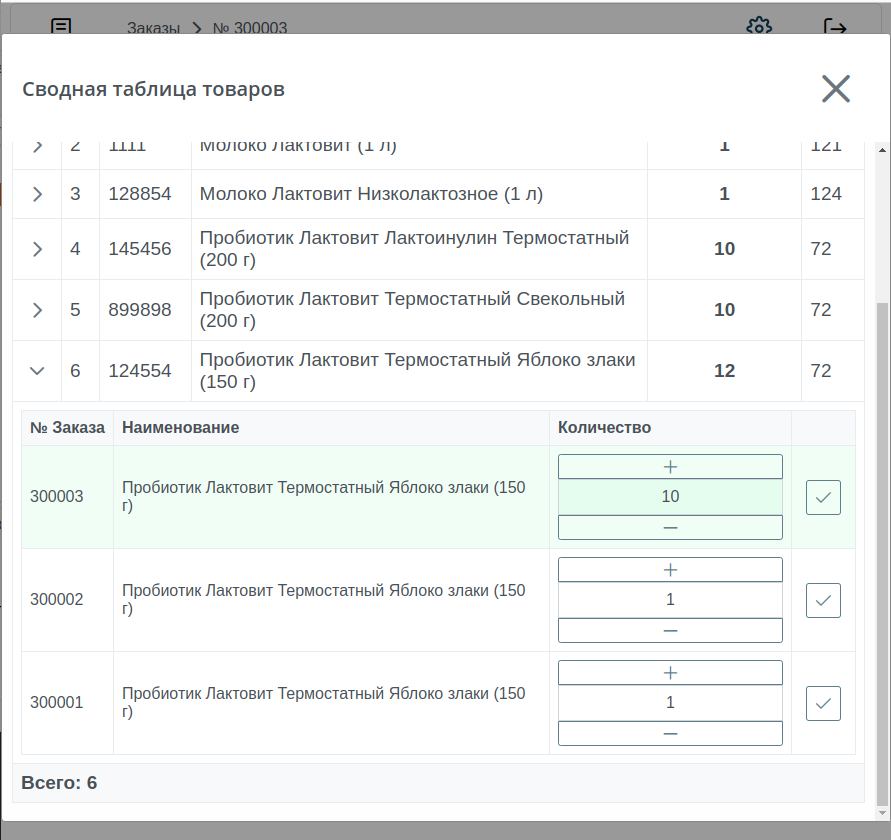 Заказы № 300003
Сводная таблица товаров
2 1111 Молоко Лактовит (1 л) 1 121
3 128854 Молоко Лактовит Низколактозное (1 л) 1 124
4 145456 Пробиотик Лактовит Лактоинулин Термостатный (200 г) 10 72
5 899898 Пробиотик Лактовит Термостатный Свекольный (200 г) 10 72
6 124554 Пробиотик Лактовит Термостатный Яблоко злаки (150 г) 12 72
№ Заказа Наименование Количество
300003 Пробиотик Лактовит Термостатный Яблоко злаки (150 г) 10
300002 Пробиотик Лактовит Термостатный Яблоко злаки (150 г) 1
300001 Пробиотик Лактовит Термостатный Яблоко злаки (150 г) 1
Всего: 6